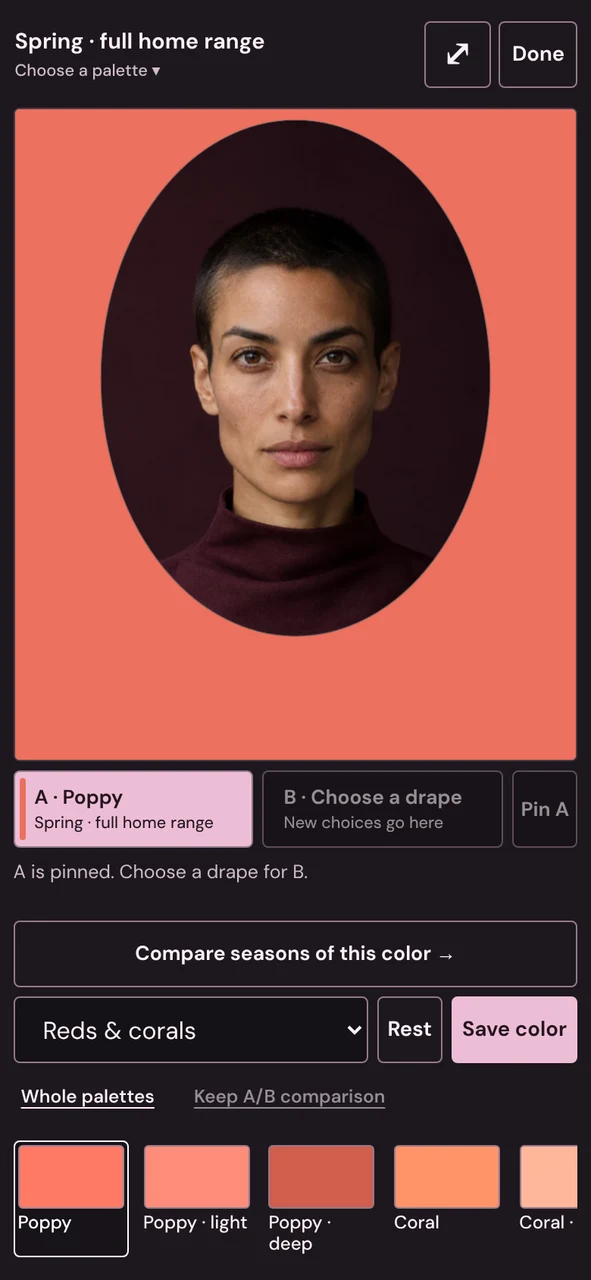 Spring · full home range
Choose a palette ▾
Done
A · Poppy
Spring · full home range
B · Choose a drape
New choices go here
Pin A
A is pinned. Choose a drape for B.
Compare seasons of this color →
Reds & corals
Rest
Save color
Whole palettes
Keep A/B comparison
Poppy
Poppy · light
Poppy ·
deep
Coral
Coral ·